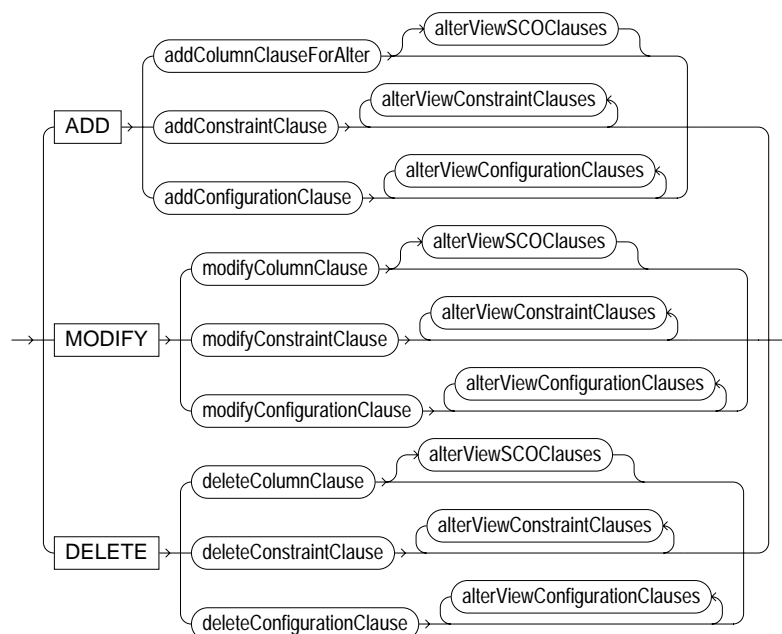 alterViewSCOClauses
addColumnClauseForAlter
alterViewConstraintClauses
ADD
addConstraintClause
alterViewConfigurationClauses
addConfigurationClause
alterViewSCOClauses
modifyColumnClause
alterViewConstraintClauses
MODIFY
modifyConstraintClause
alterViewConfigurationClauses
modifyConfigurationClause
alterViewSCOClauses
deleteColumnClause
alterViewConstraintClauses
DELETE
deleteConstraintClause
alterViewConfigurationClauses
deleteConfigurationClause